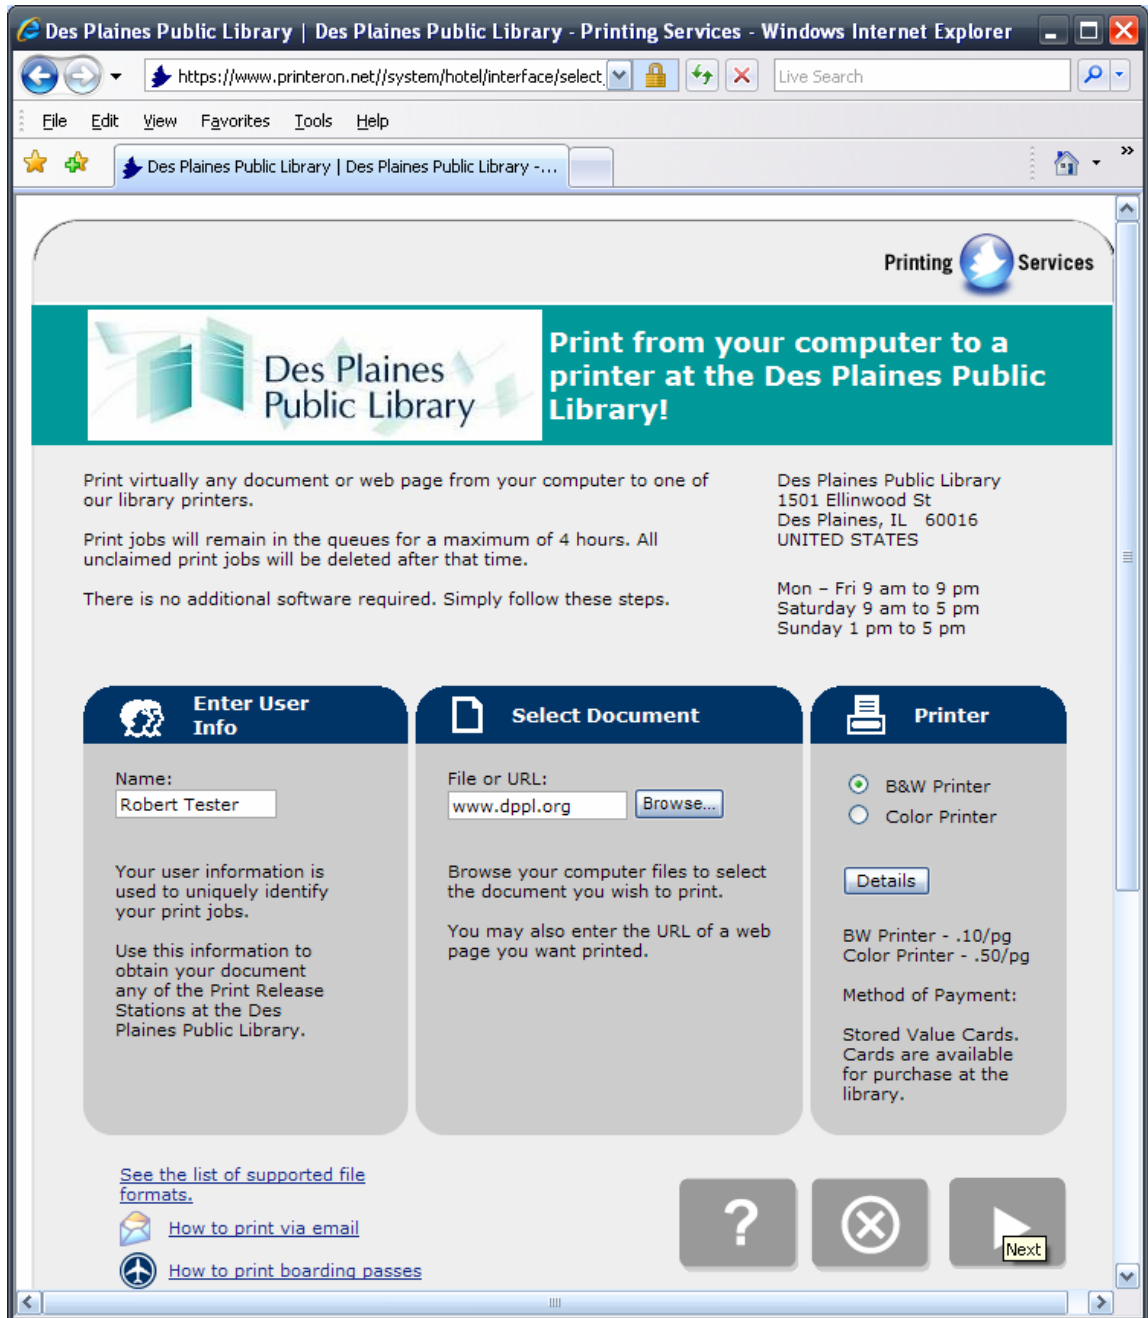 Des Plaines Public Library | Des Plaines Public Library - Printing Services - Windows Internet Explorer
https://www.printeron.net//system/hotel/interface/select_
Live Search
File Edit View Favorites Tools Help
Des Plaines Public Library | Des Plaines Public Library -...
Printing Services
Des Plaines
Public Library
Print from your computer to a
printer at the Des Plaines Public
Library!
Print virtually any document or web page from your computer to one of
our library printers.
Print jobs will remain in the queues for a maximum of 4 hours. All
unclaimed print jobs will be deleted after that time.
There is no additional software required. Simply follow these steps.
Des Plaines Public Library
1501 Ellinwood St
Des Plaines, IL 60016
UNITED STATES
Mon – Fri 9 am to 9 pm
Saturday 9 am to 5 pm
Sunday 1 pm to 5 pm
Enter User
Info
Name:
Robert Tester
Your user information is
used to uniquely identify
your print jobs.
Use this information to
obtain your document
any of the Print Release
Stations at the Des
Plaines Public Library.
Select Document
File or URL:
www.dppl.org Browse...
Browse your computer files to select
the document you wish to print.
You may also enter the URL of a web
page you want printed.
Printer
B&W Printer
Color Printer
Details
BW Printer - .10/pg
Color Printer - .50/pg
Method of Payment:
Stored Value Cards.
Cards are available
for purchase at the
library.
See the list of supported file
formats.
How to print via email
How to print boarding passes
?
Next